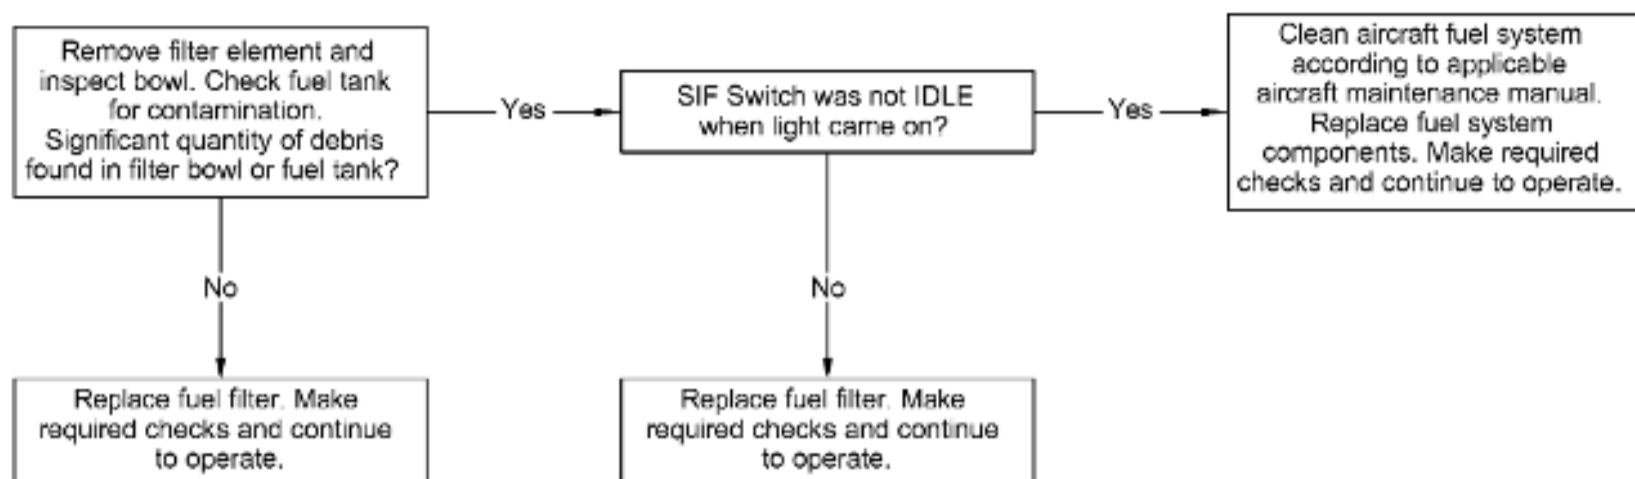 Remove filter element and
inspect bowl. Check fuel tank
for contamination.
Significant quantity of debris
found in filter bowl or fuel tank?
Yes
SIF Switch was not IDLE
when light came on?
Yes
Clean aircraft fuel system
according to applicable
aircraft maintenance manual.
Replace fuel system
components. Make required
checks and continue to operate.
No
No
Replace fuel filter. Make
required checks and continue
to operate.
Replace fuel filter. Make
required checks and continue
to operate.